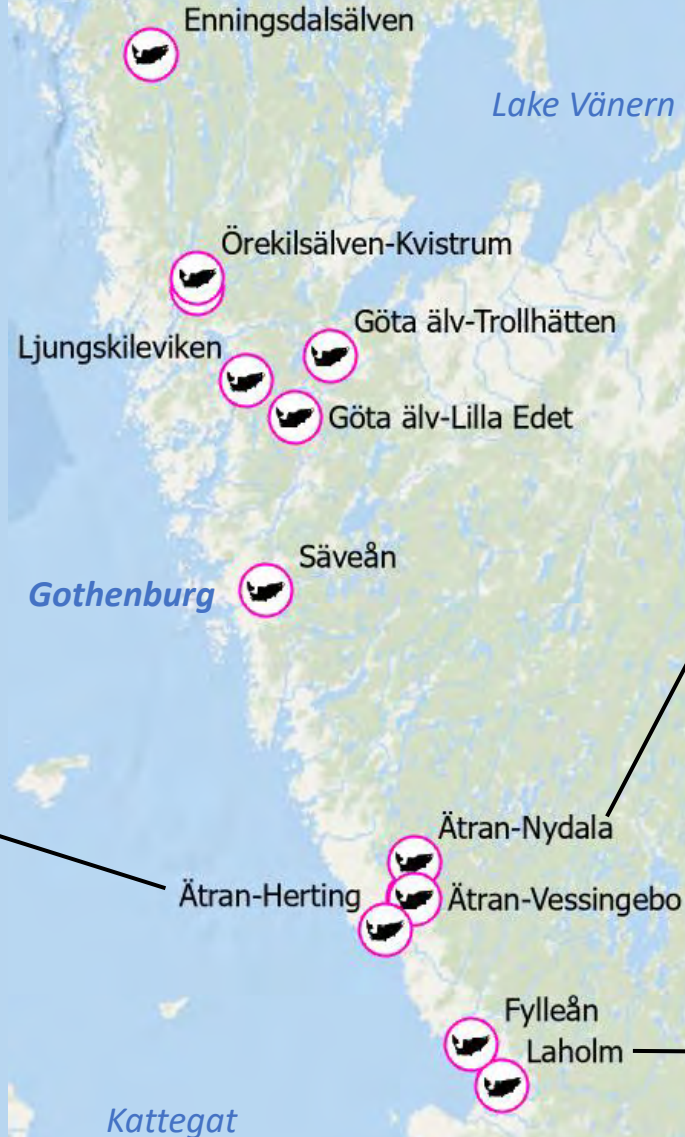 Enningsdalsälven
Lake Vänern
Örekilsälven-Kvistrum
Göta älv-Trollhätten
Ljungskileviken
Göta älv-Lilla Edet
Säveån
Gothenburg
Ätran-Nydala
Ätran-Herting
Ätran-Vessingebo
Fylleån
Laholm
Kattegat